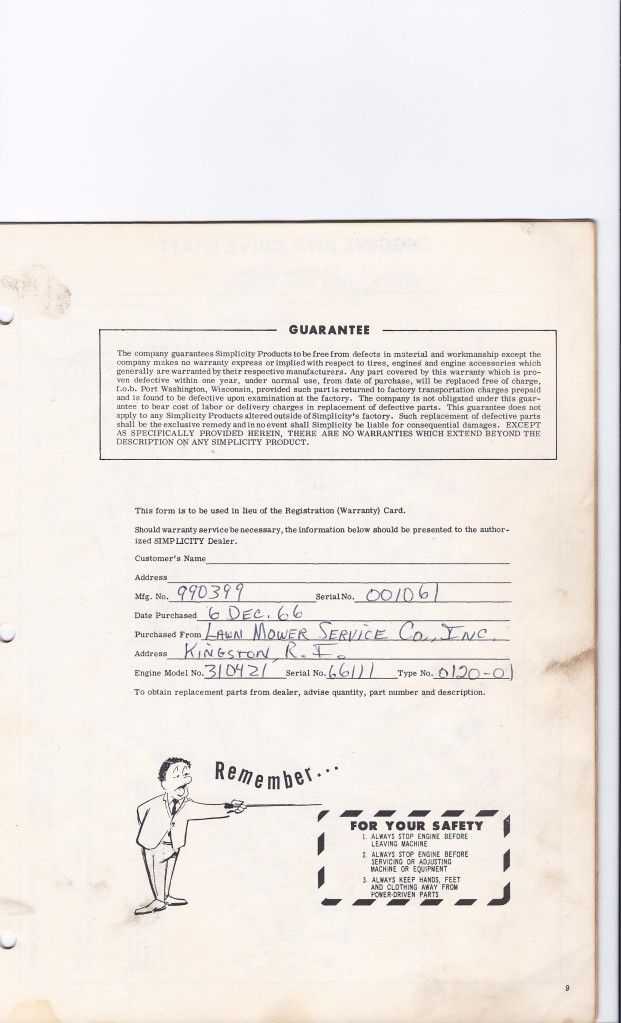 GUARANTEE
The company guarantees Simplicity Products to be free from defects in material and workmanship except the
company makes no warranty express or implied with respect to tires, engines and engine accessories which
generally are warranted by their respective manufacturers. Any part covered by this warranty which is pro-
ven defective within one year, under normal use, from date of purchase, will be replaced free of charge,
f.o.b. Port Washington, Wisconsin, provided such part is returned to factory transportation charges prepaid
and is found to be defective upon examination at the factory. The company is not obligated under this guar-
antee to bear cost of labor or delivery charges in replacement of defective parts. This guarantee does not
apply to any Simplicity Products altered outside of Simplicity's factory. Such replacement of defective parts
shall be the exclusive remedy and in no event shall Simplicity be liable for consequential damages. EXCEPT
AS SPECIFICALLY PROVIDED HEREIN, THERE ARE NO WARRANTIES WHICH EXTEND BEYOND THE
DESCRIPTION ON ANY SIMPLICITY PRODUCT.
This form is to be used in lieu of the Registration (Warranty) Card.
Should warranty service be necessary, the information below should be presented to the author-
ized SIMPLICITY Dealer.
Customer's Name
Address
Mfg. No. 990399 Serial No. 001061
Date Purchased 6 DEC. 66
Purchased From LAWN MOWER SERVICE CO., INC.
Address KINGSTON, R. I.
Engine Model No. 310421 Serial No. 66111 Type No. 0120-01
To obtain replacement parts from dealer, advise quantity, part number and description.
Remember...
FOR YOUR SAFETY
1. ALWAYS STOP ENGINE BEFORE
LEAVING MACHINE
2. ALWAYS STOP ENGINE BEFORE
SERVICING OR ADJUSTING
MACHINE OR EQUIPMENT
3. ALWAYS KEEP HANDS, FEET
AND CLOTHING AWAY FROM
POWER-DRIVEN PARTS
9